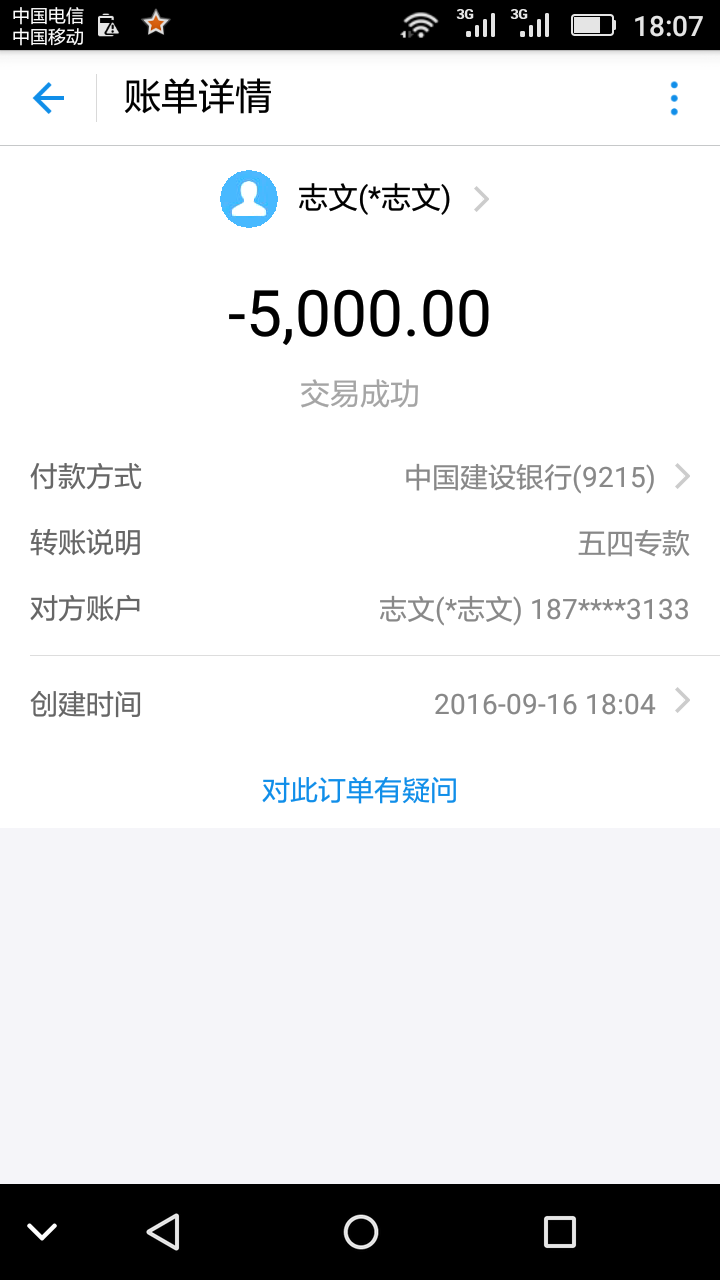 中国电信
中国移动
3G 3G 18:07
账单详情
志文(*志文)
-5,000.00
交易成功
付款方式 中国建设银行(9215)
转账说明 五四专款
对方账户 志文(*志文) 187****3133
创建时间 2016-09-16 18:04
对此订单有疑问